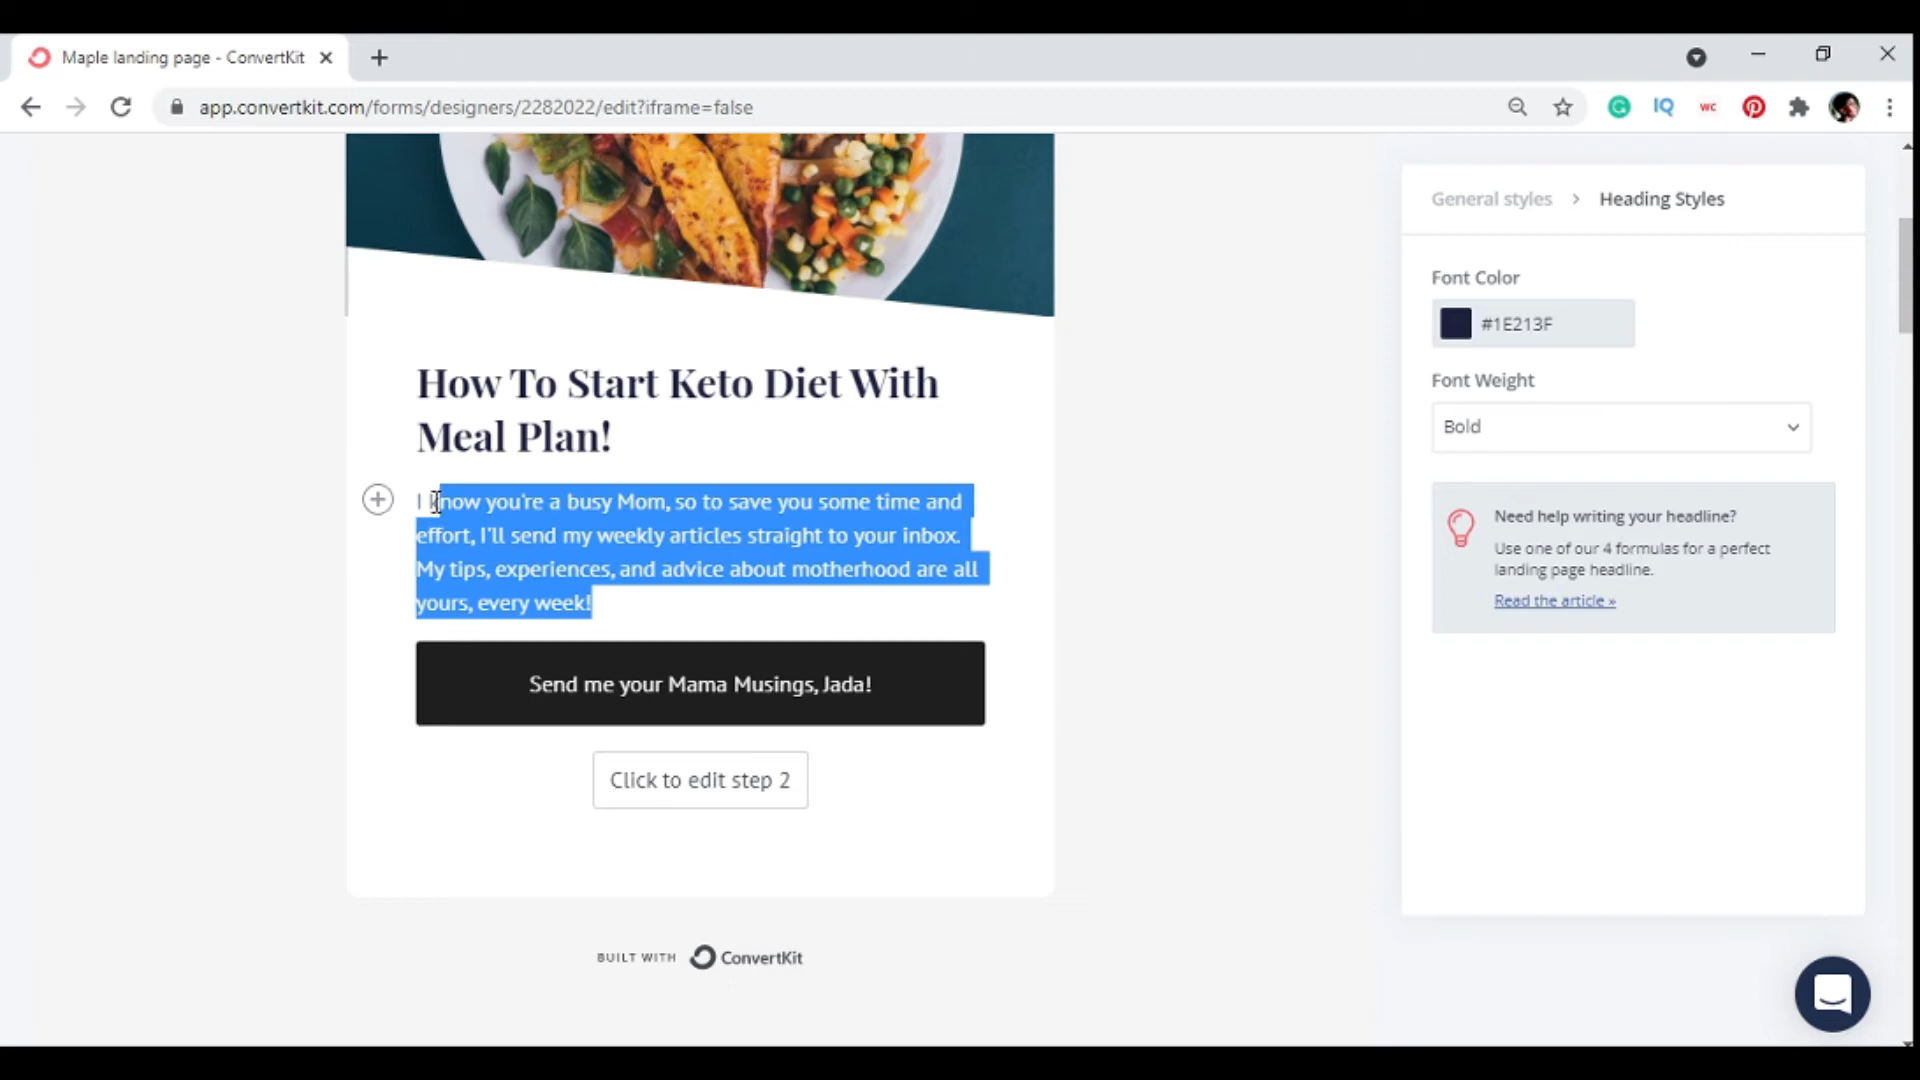 Maple landing page - ConvertKit
app.convertkit.com/forms/designers/2282022/edit?iframe=false
IQ
wc
General styles > Heading Styles
Font Color
#1E213F
Font Weight
Bold
Need help writing your headline?
Use one of our 4 formulas for a perfect
landing page headline.
Read the article »
How To Start Keto Diet With
Meal Plan!
I know you're a busy Mom, so to save you some time and
effort, I'll send my weekly articles straight to your inbox.
My tips, experiences, and advice about motherhood are all
yours, every week!
Send me your Mama Musings, Jada!
Click to edit step 2
BUILT WITH ConvertKit